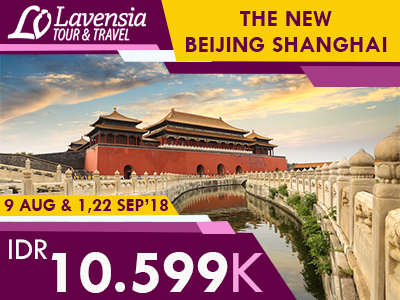 Lavensia
TOUR & TRAVEL
THE NEW
BEIJING SHANGHAI
9 AUG & 1,22 SEP'18
IDR 10.599K